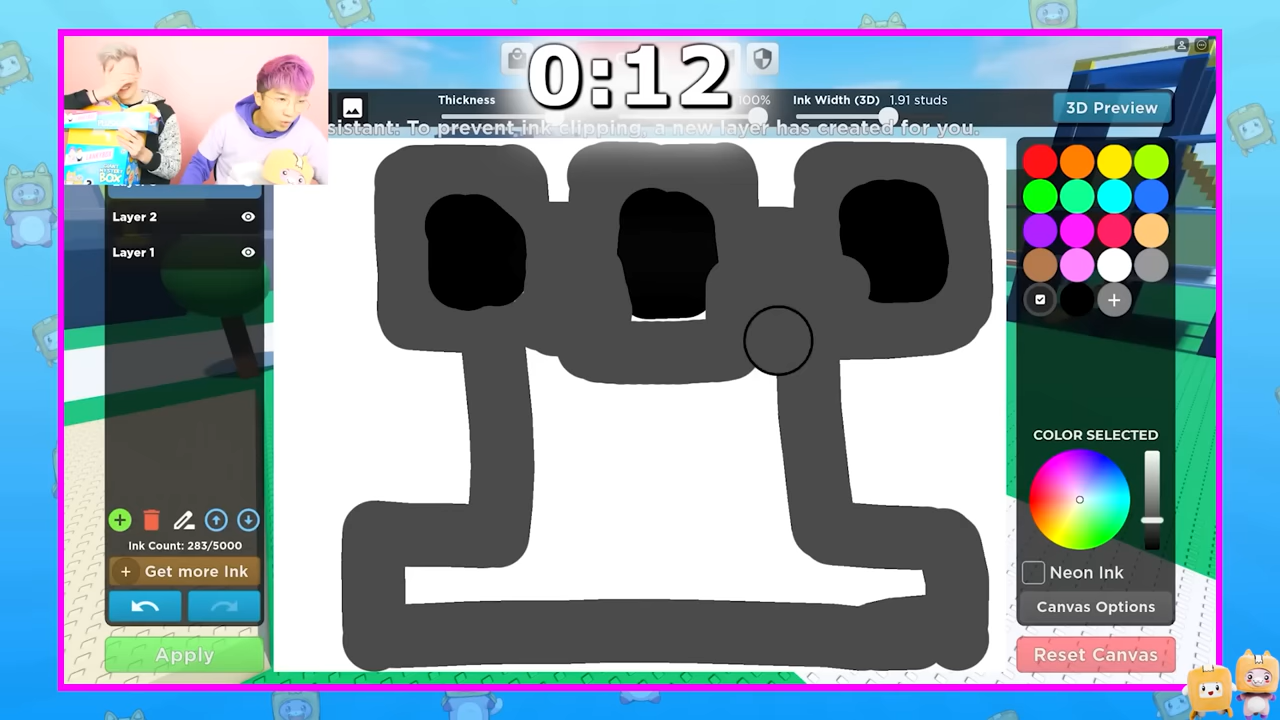 0:12
Thickness
100%
Ink Width (3D) 1.91 studs
3D Preview
sistant: To prevent ink clipping, a new layer has created for you.
BOX
Layer 2
Layer 1
COLOR SELECTED
Ink Count: 283/5000
+ Get more Ink
Neon Ink
Canvas Options
Apply
Reset Canvas